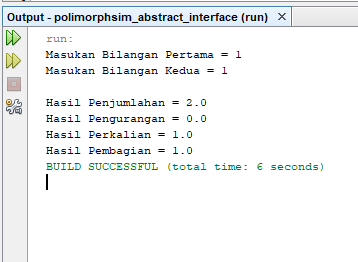 Output - polimorphsim_abstract_interface (run)
run:
Masukan Bilangan Pertama = 1
Masukan Bilangan Kedua = 1
Hasil Penjumlahan = 2.0
Hasil Pengurangan = 0.0
Hasil Perkalian = 1.0
Hasil Pembagian = 1.0
BUILD SUCCESSFUL (total time: 6 seconds)